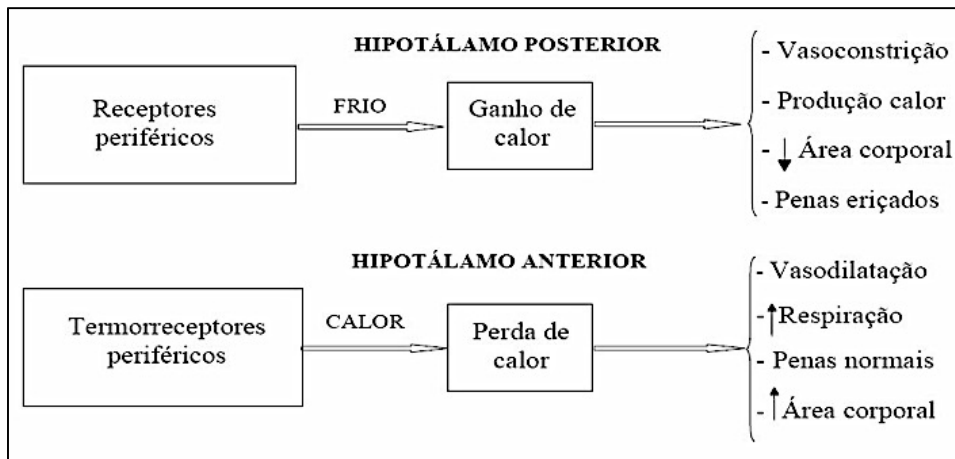 HIPOTÁLAMO POSTERIOR
Receptores
periféricos
FRIO
Ganho de
calor
- Vasoconstrição
- Produção calor
- ↓ Área corporal
- Penas eriçados
HIPOTÁLAMO ANTERIOR
Termorreceptores
periféricos
CALOR
Perda de
calor
- Vasodilatação
-↑Respiração
- Penas normais
-↑Área corporal